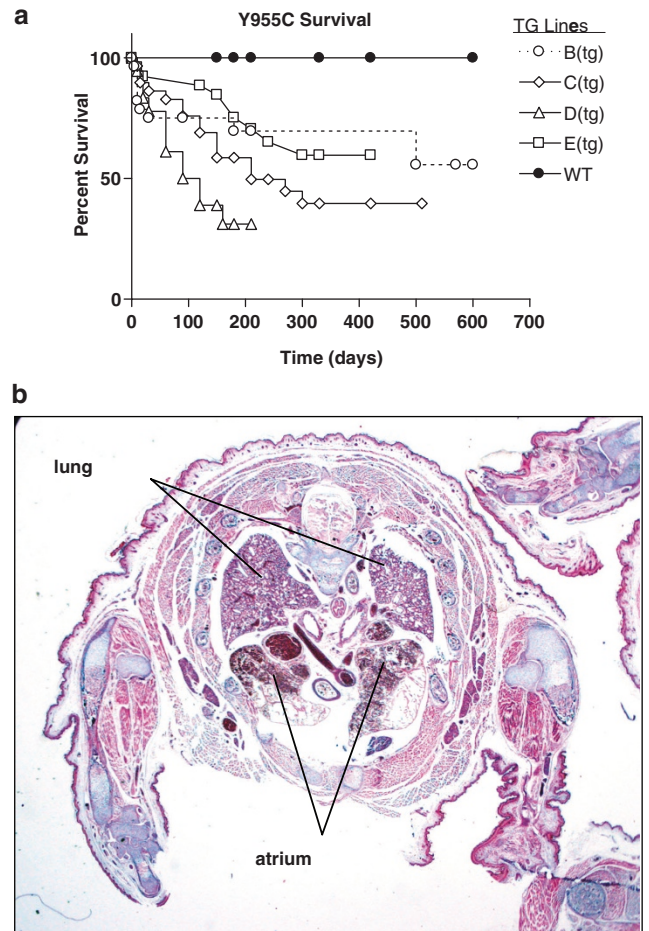 a
Y955C Survival
TG Lines
B(tg)
C(tg)
D(tg)
E(tg)
WT
Percent Survival
100
50
0
0 100 200 300 400 500 600 700
Time (days)
b
lung
atrium